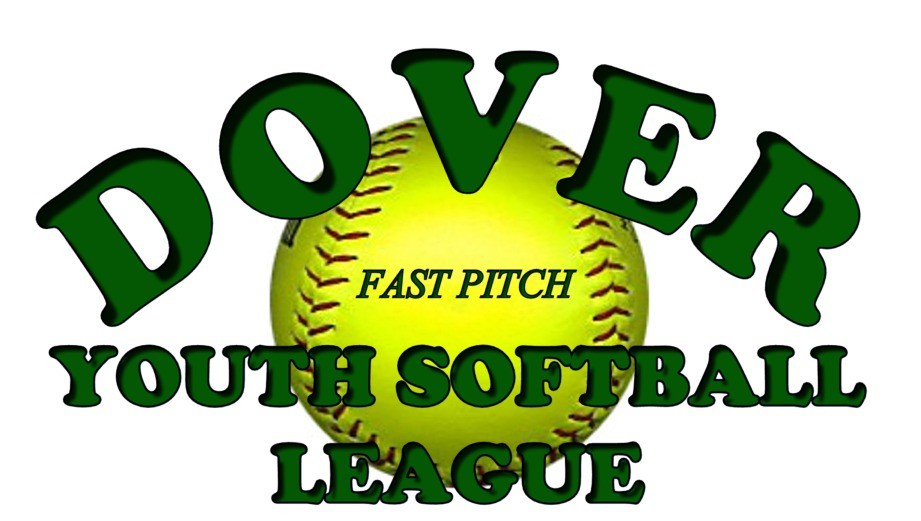 DOVER
FAST PITCH
YOUTH SOFTBALL
LEAGUE